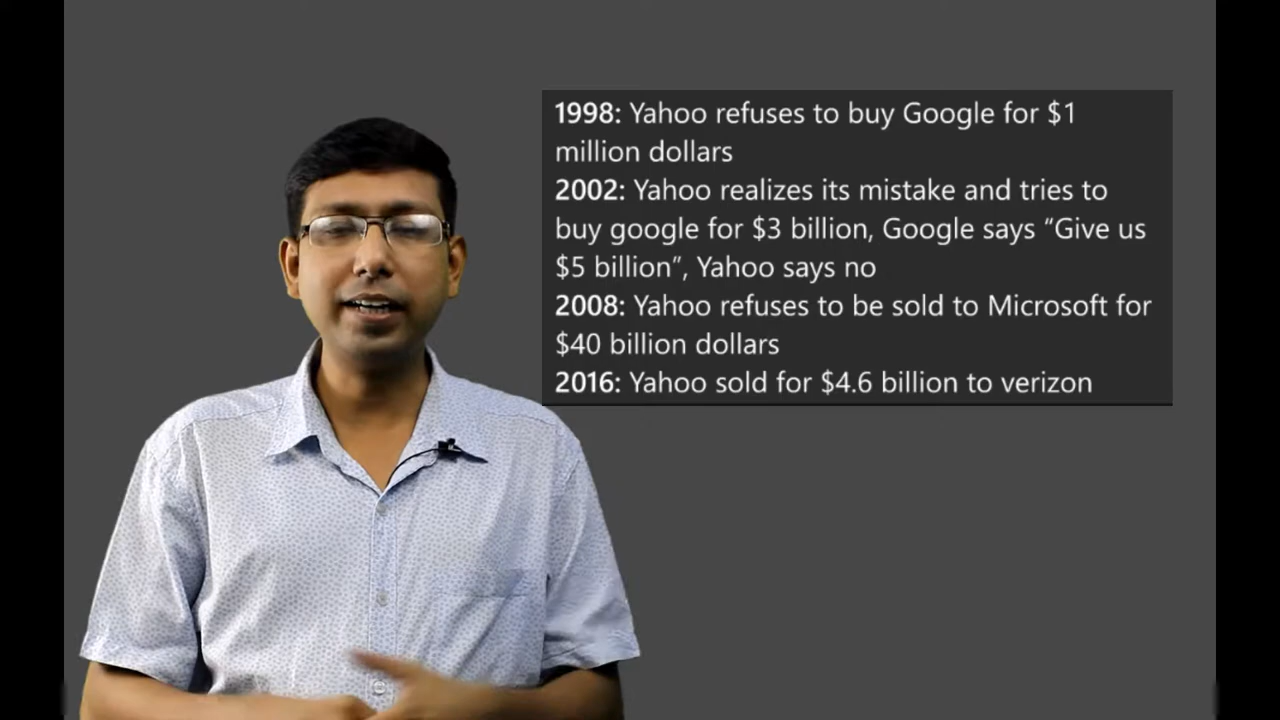 1998: Yahoo refuses to buy Google for $1
million dollars
2002: Yahoo realizes its mistake and tries to
buy google for $3 billion, Google says “Give us
$5 billion”, Yahoo says no
2008: Yahoo refuses to be sold to Microsoft for
$40 billion dollars
2016: Yahoo sold for $4.6 billion to verizon